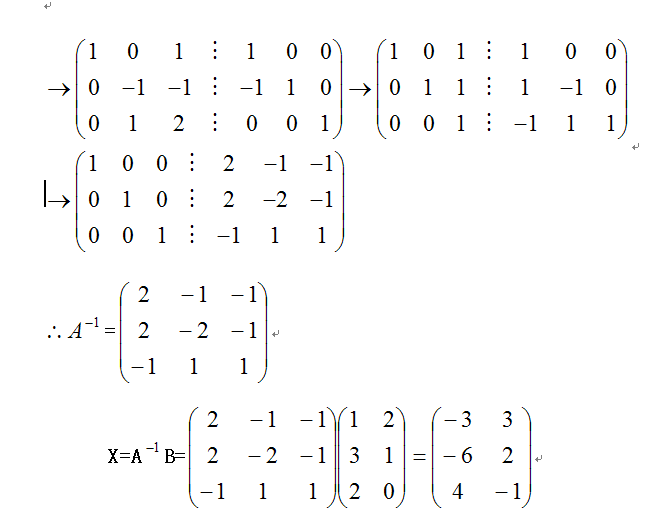 → ( 1 0 1 ⋮ 1 0 0 ) → ( 1 0 1 ⋮ 1 0 0 )
( 0 −1 −1 ⋮ −1 1 0 ) ( 0 1 1 ⋮ 1 −1 0 )
( 0 1 2 ⋮ 0 0 1 ) ( 0 0 1 ⋮ −1 1 1 )
→ ( 1 0 0 ⋮ 2 −1 −1 )
( 0 1 0 ⋮ 2 −2 −1 )
( 0 0 1 ⋮ −1 1 1 )
∴ A⁻¹ = ( 2 −1 −1 )
( 2 −2 −1 )
( −1 1 1 )
X=A⁻¹B= ( 2 −1 −1 ) ( 1 2 ) = ( −3 3 )
( 2 −2 −1 ) ( 3 1 ) ( −6 2 )
( −1 1 1 ) ( 2 0 ) ( 4 −1 )